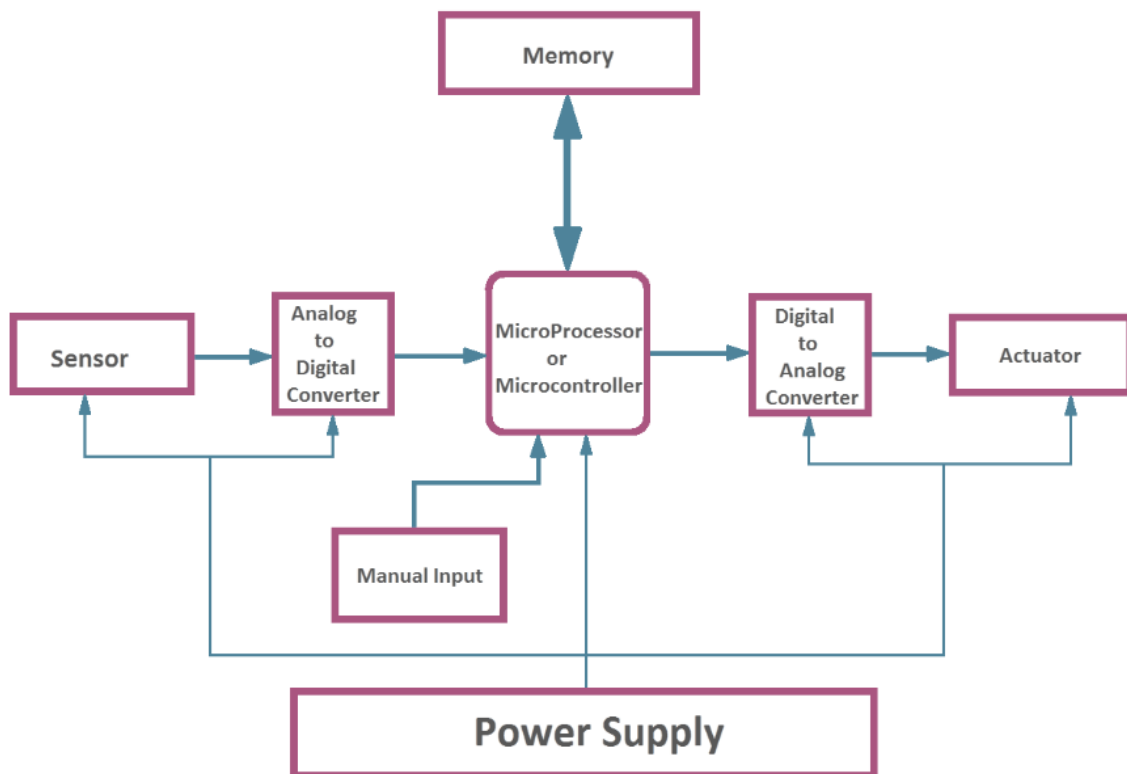 Memory
Sensor
Analog
to
Digital
Converter
MicroProcessor
or
Microcontroller
Digital
to
Analog
Converter
Actuator
Manual Input
Power Supply